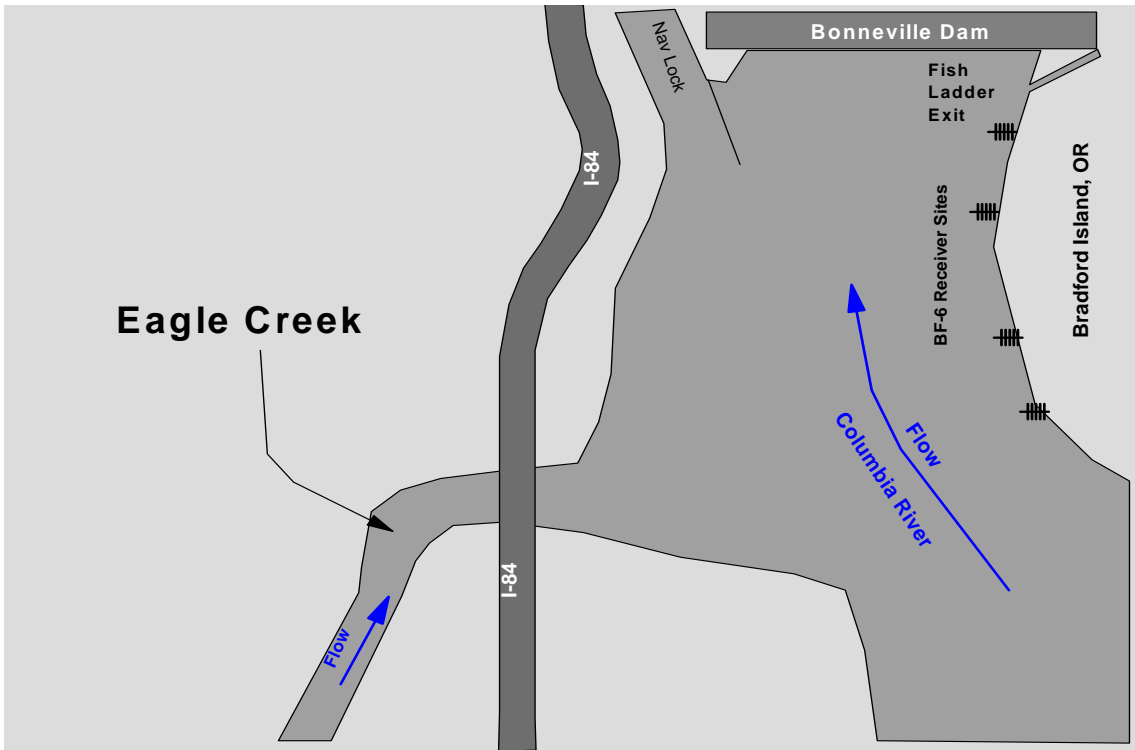 Bonneville Dam
Nav Lock
Fish
Ladder
Exit
I-84
Bradford Island, OR
BF-6 Receiver Sites
Eagle Creek
Flow
Columbia River
I-84
Flow